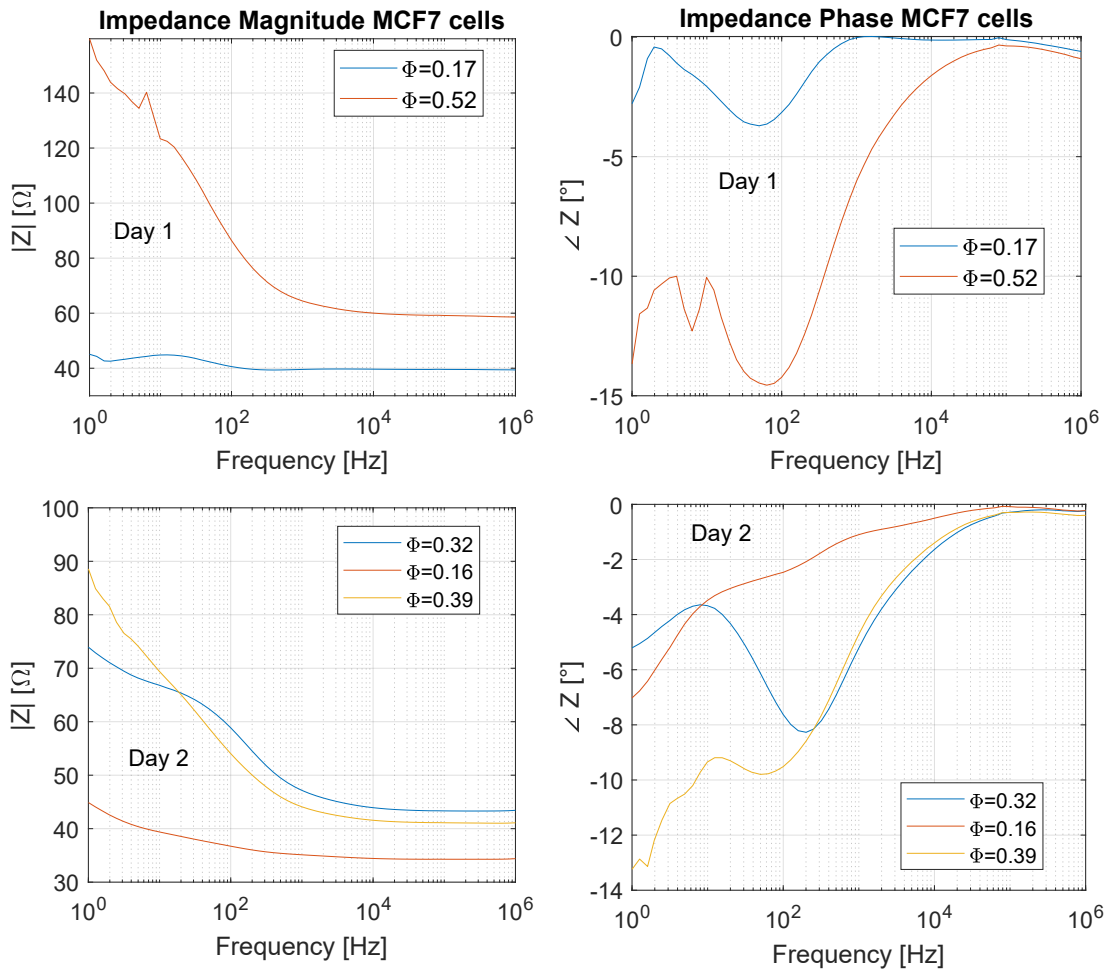 Impedance Magnitude MCF7 cells
|Z| [Ω]
140
120
100
80
60
40
Day 1
Φ=0.17
Φ=0.52
10^0 10^2 10^4 10^6
Frequency [Hz]
Impedance Phase MCF7 cells
∠ Z [°]
0
-5
-10
-15
Day 1
Φ=0.17
Φ=0.52
10^0 10^2 10^4 10^6
Frequency [Hz]
|Z| [Ω]
100
90
80
70
60
50
40
30
Day 2
Φ=0.32
Φ=0.16
Φ=0.39
10^0 10^2 10^4 10^6
Frequency [Hz]
∠ Z [°]
0
-2
-4
-6
-8
-10
-12
-14
Day 2
Φ=0.32
Φ=0.16
Φ=0.39
10^0 10^2 10^4 10^6
Frequency [Hz]